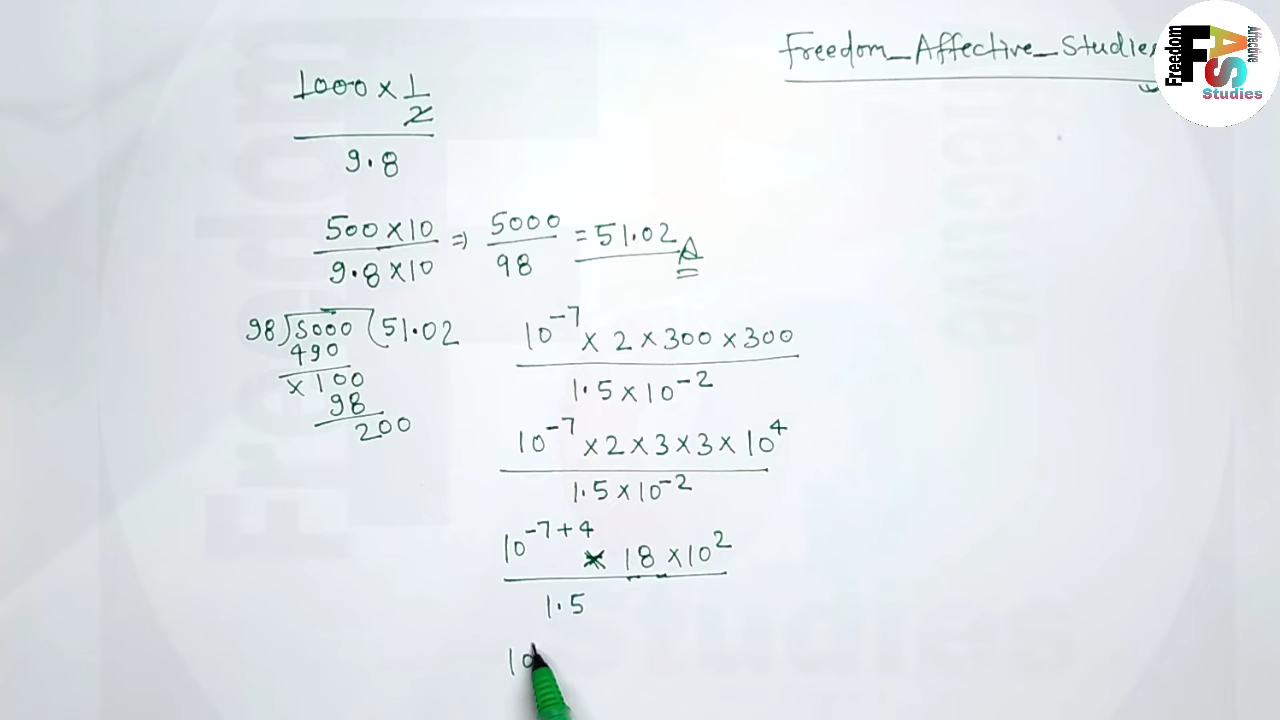 Freedom_Affective_Studies
Freedom
FAS
Affective
Studies
1000 × 1/2
9.8
500×10 ⇒ 5000 = 51.02 A
9.8×10 98
98)5000(51.02
490
×100
98
200
10⁻⁷ × 2 × 300 × 300
1.5 × 10⁻²
10⁻⁷ × 2 × 3 × 3 × 10⁴
1.5 × 10⁻²
10⁻⁷⁺⁴ × 18 × 10²
1.5
10